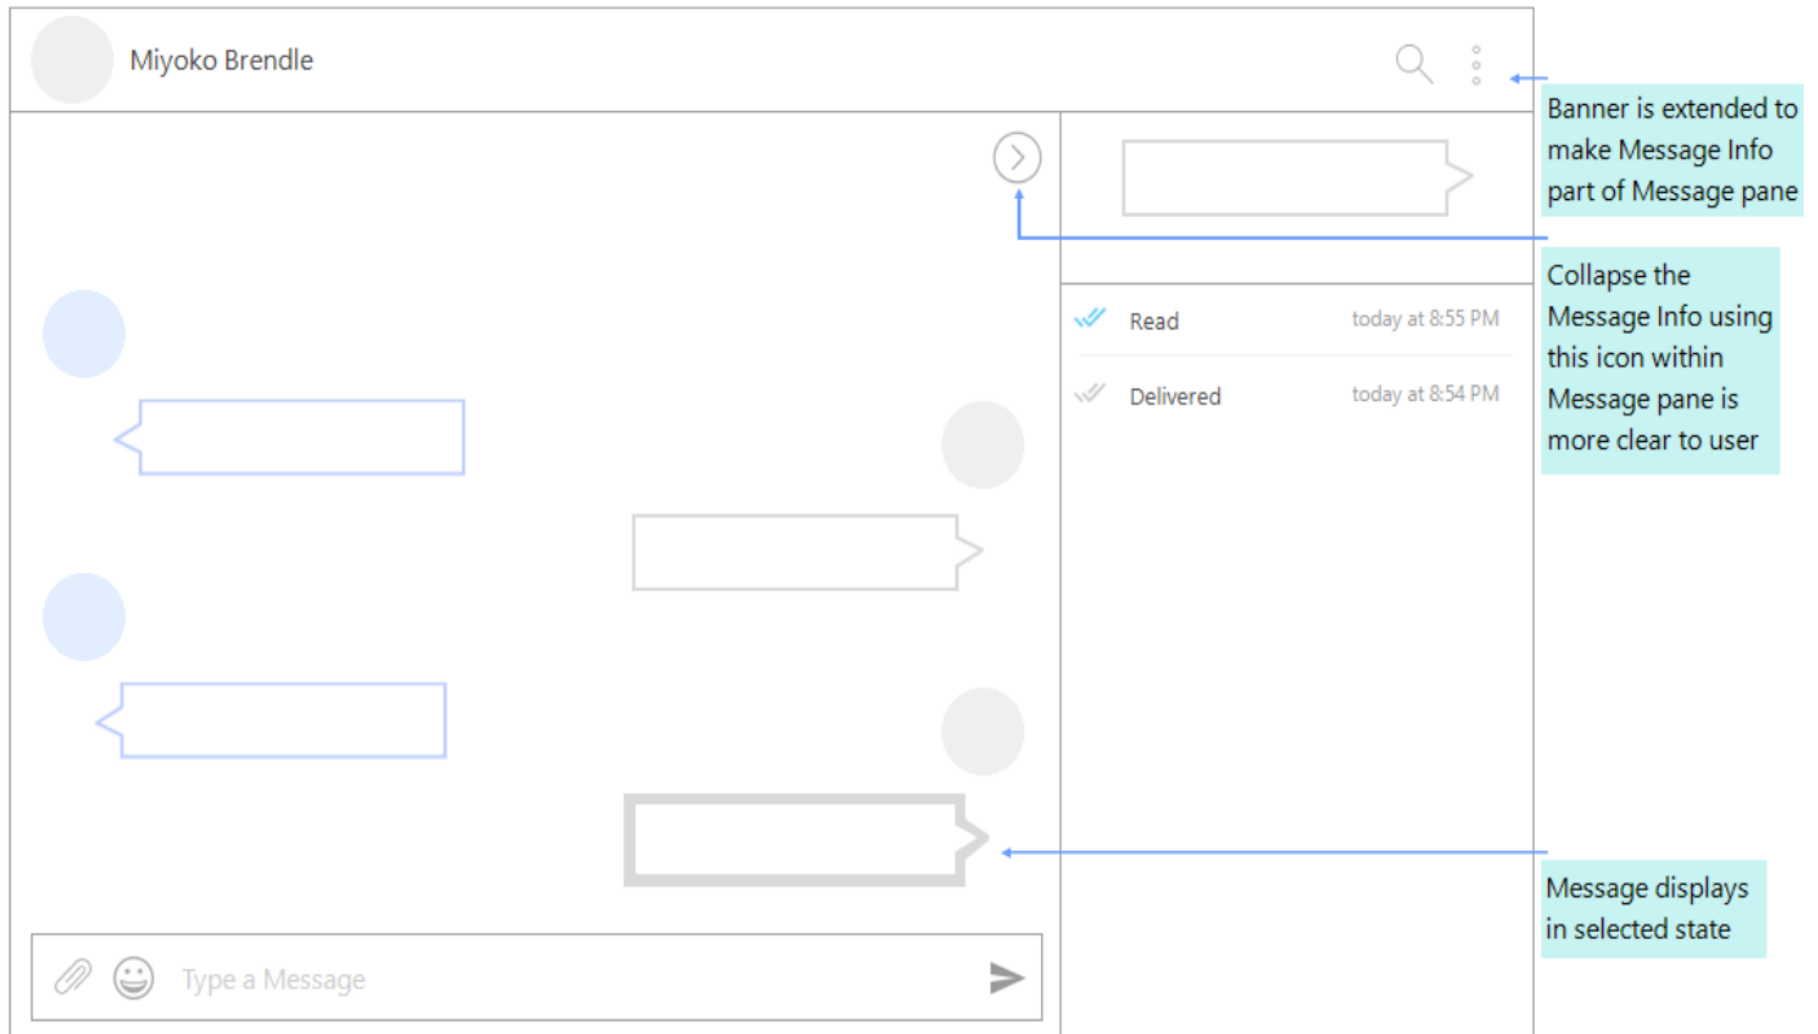 Miyoko Brendle
Banner is extended to
make Message Info
part of Message pane
Collapse the
Message Info using
this icon within
Message pane is
more clear to user
Read today at 8:55 PM
Delivered today at 8:54 PM
Message displays
in selected state
Type a Message